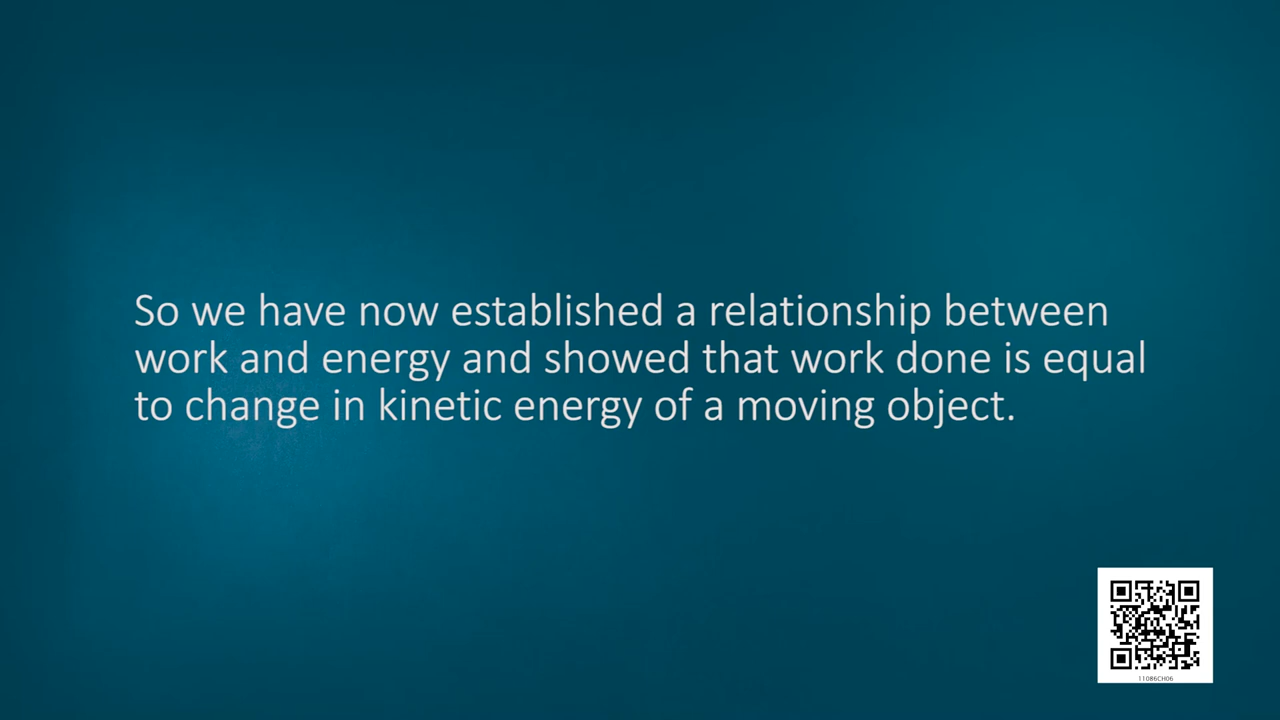 So we have now established a relationship between
work and energy and showed that work done is equal
to change in kinetic energy of a moving object.
11086CH06